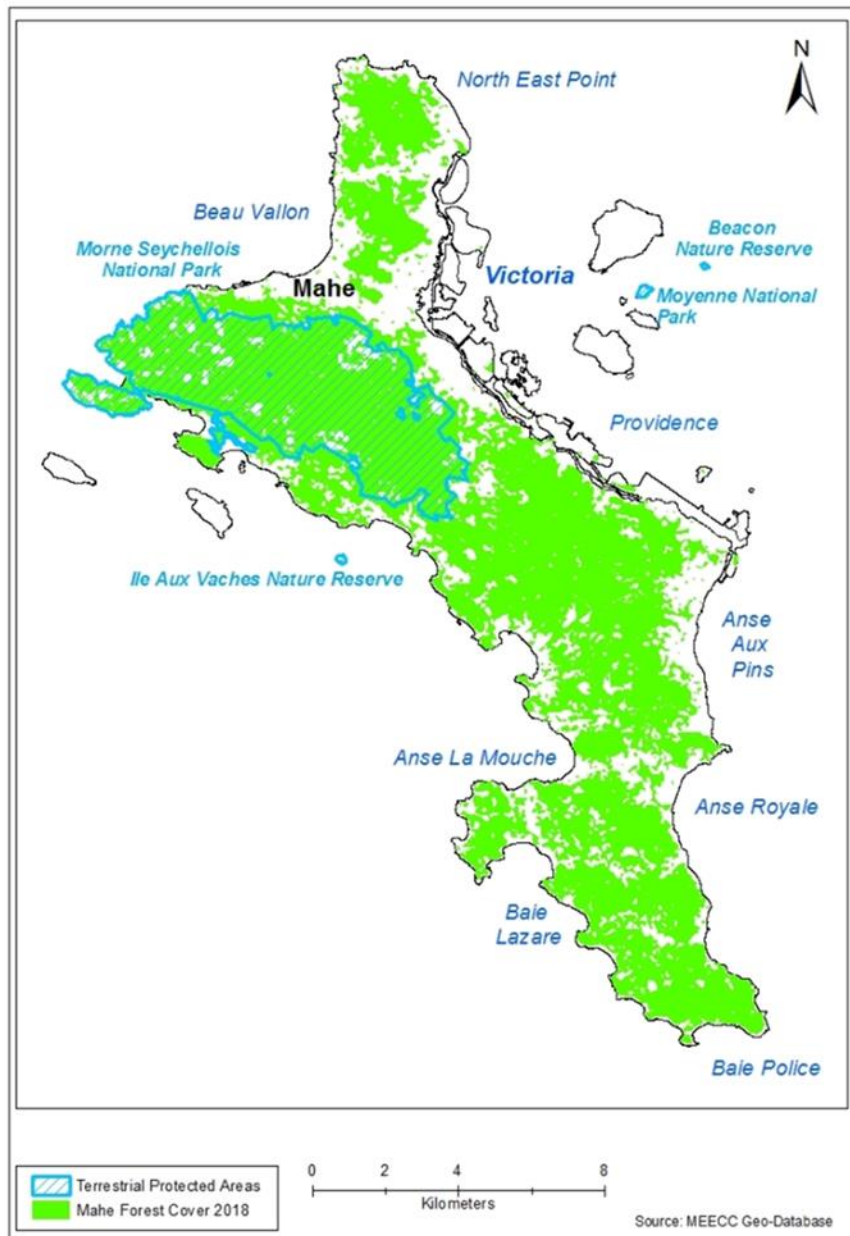 N
North East Point
Beau Vallon
Beacon
Nature Reserve
Morne Seychellois
National Park
Victoria
Mahe
Moyenne National
Park
Providence
Ile Aux Vaches Nature Reserve
Anse
Aux
Pins
Anse La Mouche
Anse Royale
Baie
Lazare
Baie Police
Terrestrial Protected Areas
Mahe Forest Cover 2018
0 2 4 8
Kilometers
Source: MEECC Geo-Database